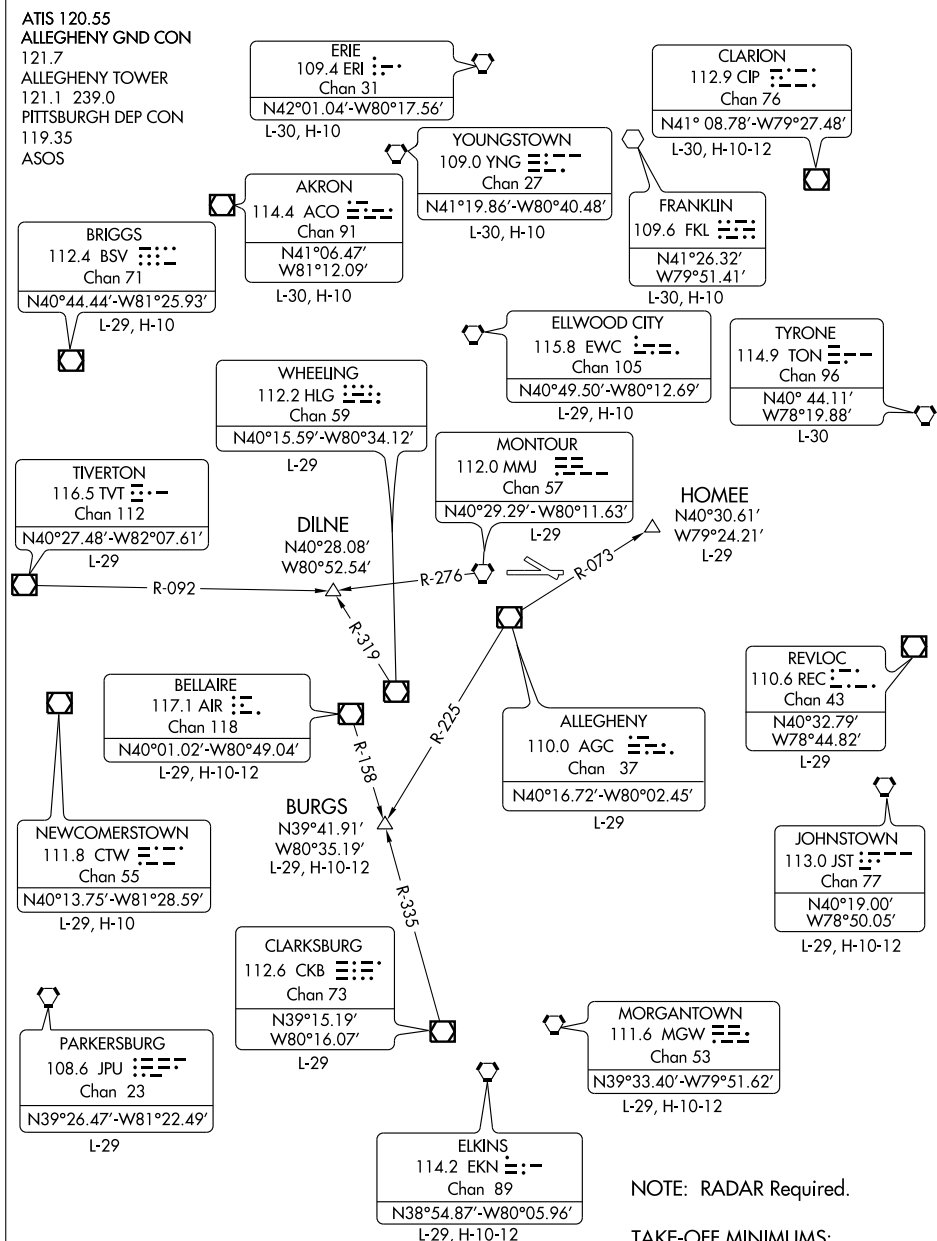 ATIS 120.55
ALLEGHENY GND CON
121.7
ALLEGHENY TOWER
121.1 239.0
PITTSBURGH DEP CON
119.35
ASOS
ERIE
109.4 ERI
Chan 31
N42°01.04′-W80°17.56′
L-30, H-10
CLARION
112.9 CIP
Chan 76
N41° 08.78′-W79°27.48′
L-30, H-10-12
YOUNGSTOWN
109.0 YNG
Chan 27
N41°19.86′-W80°40.48′
L-30, H-10
AKRON
114.4 ACO
Chan 91
N41°06.47′
W81°12.09′
L-30, H-10
FRANKLIN
109.6 FKL
N41°26.32′
W79°51.41′
L-30, H-10
BRIGGS
112.4 BSV
Chan 71
N40°44.44′-W81°25.93′
L-29, H-10
ELLWOOD CITY
115.8 EWC
Chan 105
N40°49.50′-W80°12.69′
L-29, H-10
TYRONE
114.9 TON
Chan 96
N40° 44.11′
W78°19.88′
L-30
WHEELING
112.2 HLG
Chan 59
N40°15.59′-W80°34.12′
L-29
MONTOUR
112.0 MMJ
Chan 57
N40°29.29′-W80°11.63′
L-29
TIVERTON
116.5 TVT
Chan 112
N40°27.48′-W82°07.61′
L-29
DILNE
N40°28.08′
W80°52.54′
HOMEE
N40°30.61′
W79°24.21′
L-29
R-092
R-276
R-073
R-319
BELLAIRE
117.1 AIR
Chan 118
N40°01.02′-W80°49.04′
L-29, H-10-12
R-225
R-158
ALLEGHENY
110.0 AGC
Chan 37
N40°16.72′-W80°02.45′
L-29
REVLOC
110.6 REC
Chan 43
N40°32.79′
W78°44.82′
L-29
BURGS
N39°41.91′
W80°35.19′
L-29, H-10-12
NEWCOMERSTOWN
111.8 CTW
Chan 55
N40°13.75′-W81°28.59′
L-29, H-10
JOHNSTOWN
113.0 JST
Chan 77
N40°19.00′
W78°50.05′
L-29, H-10-12
R-335
CLARKSBURG
112.6 CKB
Chan 73
N39°15.19′
W80°16.07′
L-29
PARKERSBURG
108.6 JPU
Chan 23
N39°26.47′-W81°22.49′
L-29
MORGANTOWN
111.6 MGW
Chan 53
N39°33.40′-W79°51.62′
L-29, H-10-12
ELKINS
114.2 EKN
Chan 89
N38°54.87′-W80°05.96′
L-29, H-10-12
NOTE: RADAR Required.
TAKE-OFF MINIMUMS: